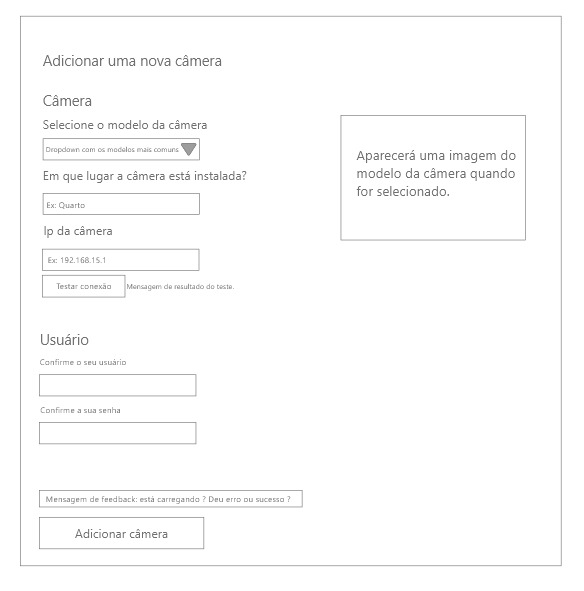 Adicionar uma nova câmera
Câmera
Selecione o modelo da câmera
Dropdown com os modelos mais comuns
Em que lugar a câmera está instalada?
Ex: Quarto
Ip da câmera
Ex: 192.168.15.1
Testar conexão
Mensagem de resultado do teste.
Aparecerá uma imagem do
modelo da câmera quando
for selecionado.
Usuário
Confirme o seu usuário
Confirme a sua senha
Mensagem de feedback: está carregando ? Deu erro ou sucesso ?
Adicionar câmera